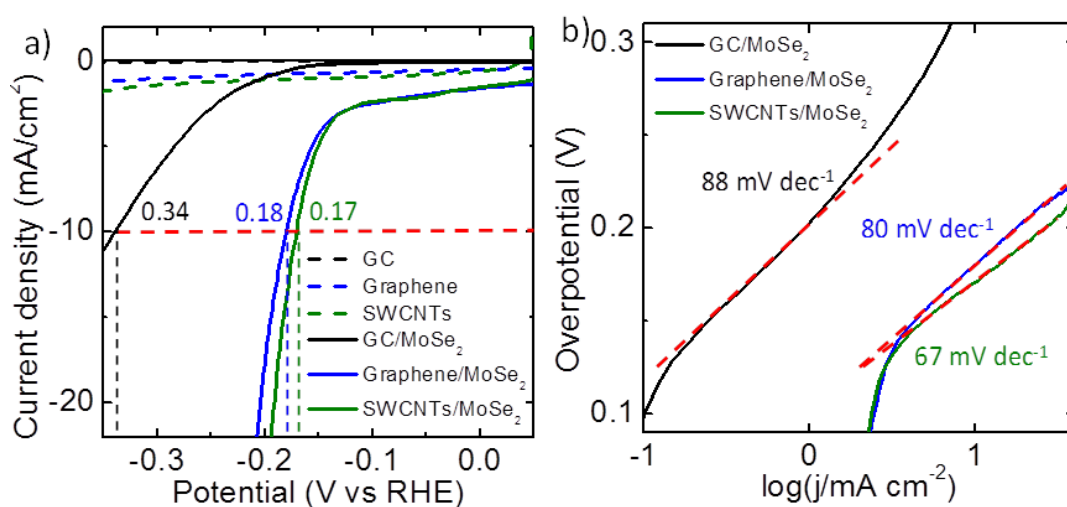 a)
0
-10
-20
Current density (mA/cm²)
0.34
0.18
0.17
GC
Graphene
SWCNTs
GC/MoSe₂
Graphene/MoSe₂
SWCNTs/MoSe₂
-0.3
-0.2
-0.1
0.0
Potential (V vs RHE)
b)
0.3
0.2
0.1
Overpotential (V)
GC/MoSe₂
Graphene/MoSe₂
SWCNTs/MoSe₂
88 mV dec⁻¹
80 mV dec⁻¹
67 mV dec⁻¹
-1
0
1
log(j/mA cm⁻²)